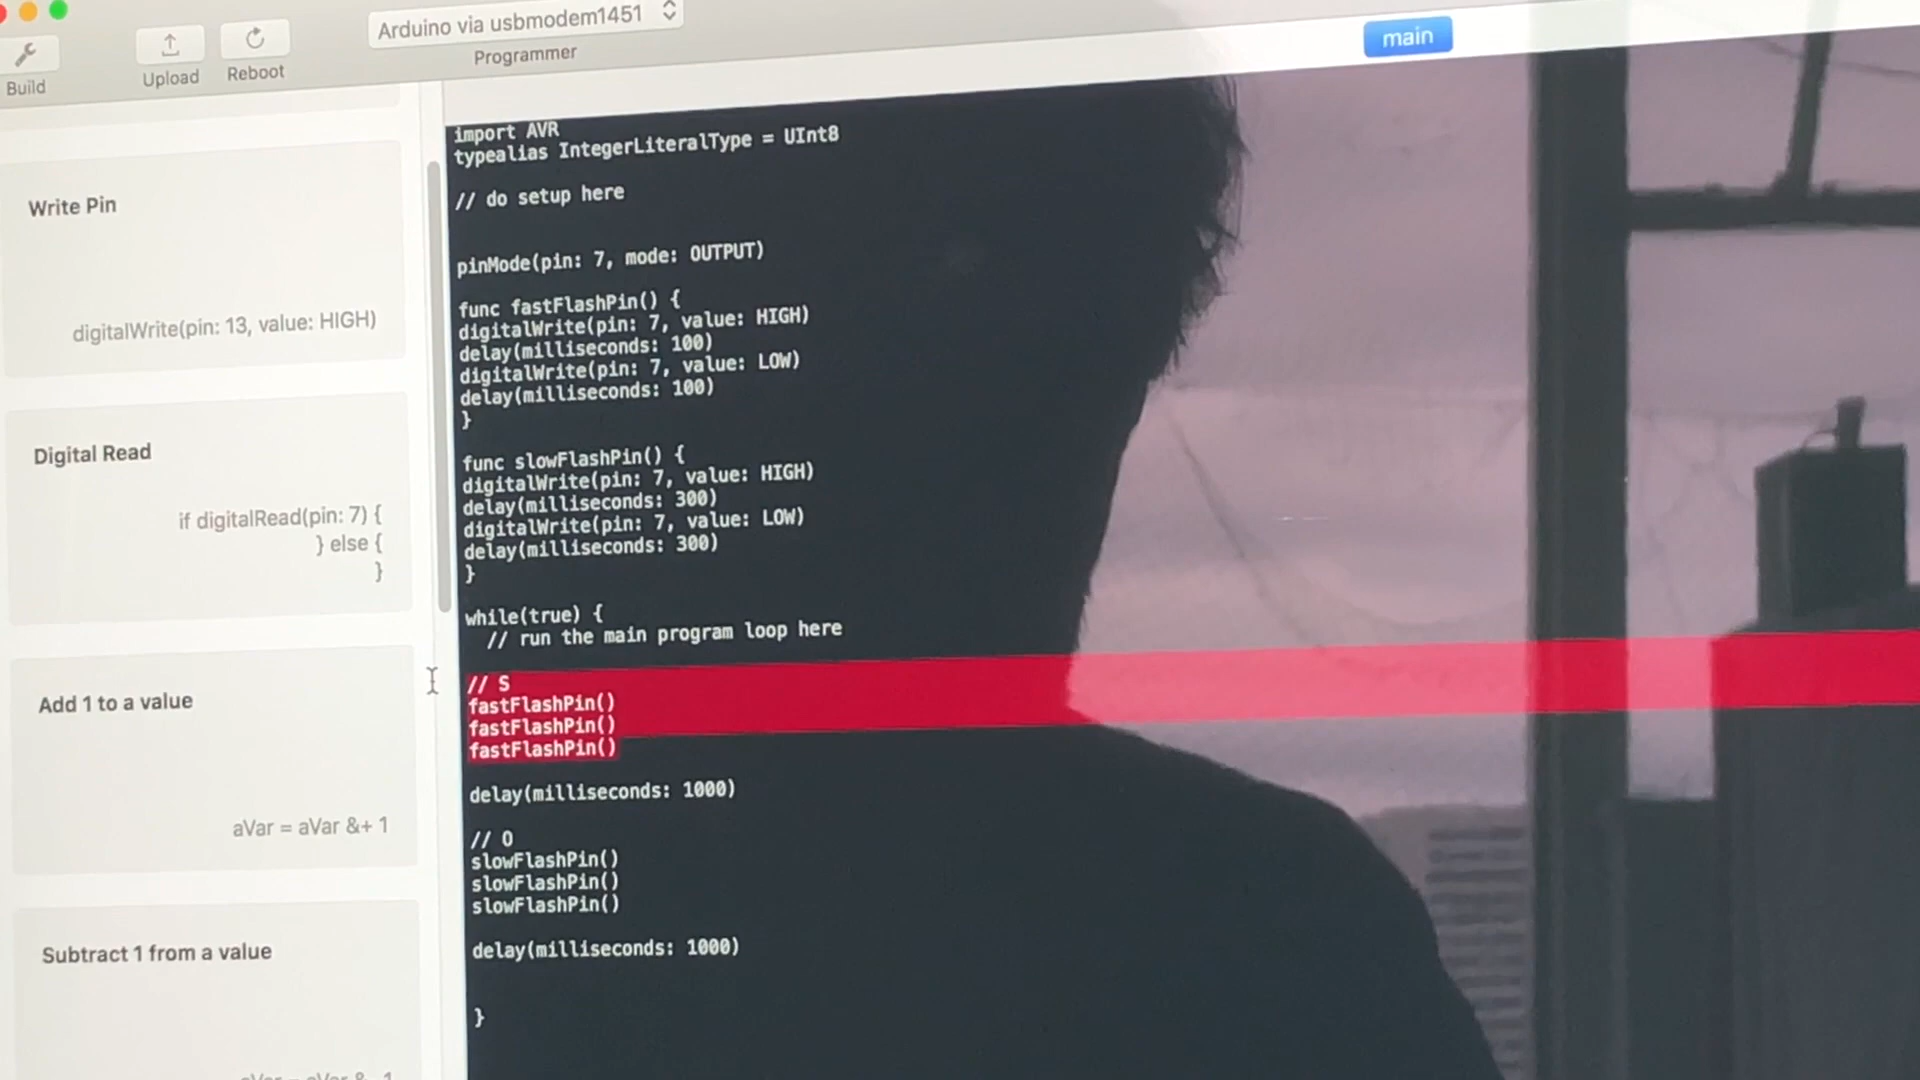 Arduino via usbmodem1451
main
Build
Upload
Reboot
Programmer
Write Pin
digitalWrite(pin: 13, value: HIGH)
Digital Read
if digitalRead(pin: 7) {
} else {
}
Add 1 to a value
aVar = aVar &+ 1
Subtract 1 from a value
import AVR
typealias IntegerLiteralType = UInt8
// do setup here
pinMode(pin: 7, mode: OUTPUT)
func fastFlashPin() {
digitalWrite(pin: 7, value: HIGH)
delay(milliseconds: 100)
digitalWrite(pin: 7, value: LOW)
delay(milliseconds: 100)
}
func slowFlashPin() {
digitalWrite(pin: 7, value: HIGH)
delay(milliseconds: 300)
digitalWrite(pin: 7, value: LOW)
delay(milliseconds: 300)
}
while(true) {
// run the main program loop here
// S
fastFlashPin()
fastFlashPin()
fastFlashPin()
delay(milliseconds: 1000)
// O
slowFlashPin()
slowFlashPin()
slowFlashPin()
delay(milliseconds: 1000)
}